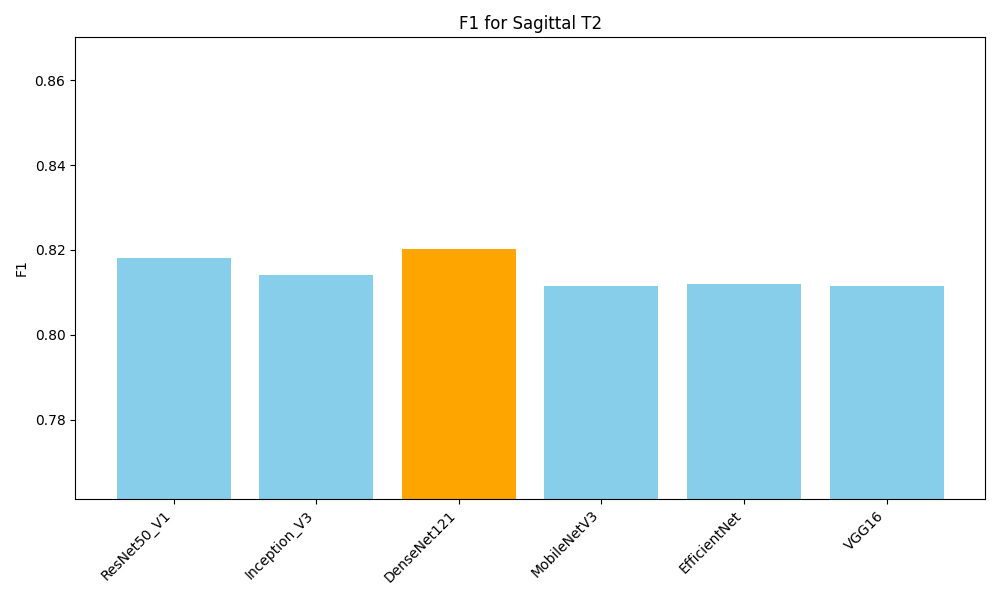 F1 for Sagittal T2
F1
0.86
0.84
0.82
0.80
0.78
ResNet50_V1
Inception_V3
DenseNet121
MobileNetV3
EfficientNet
VGG16